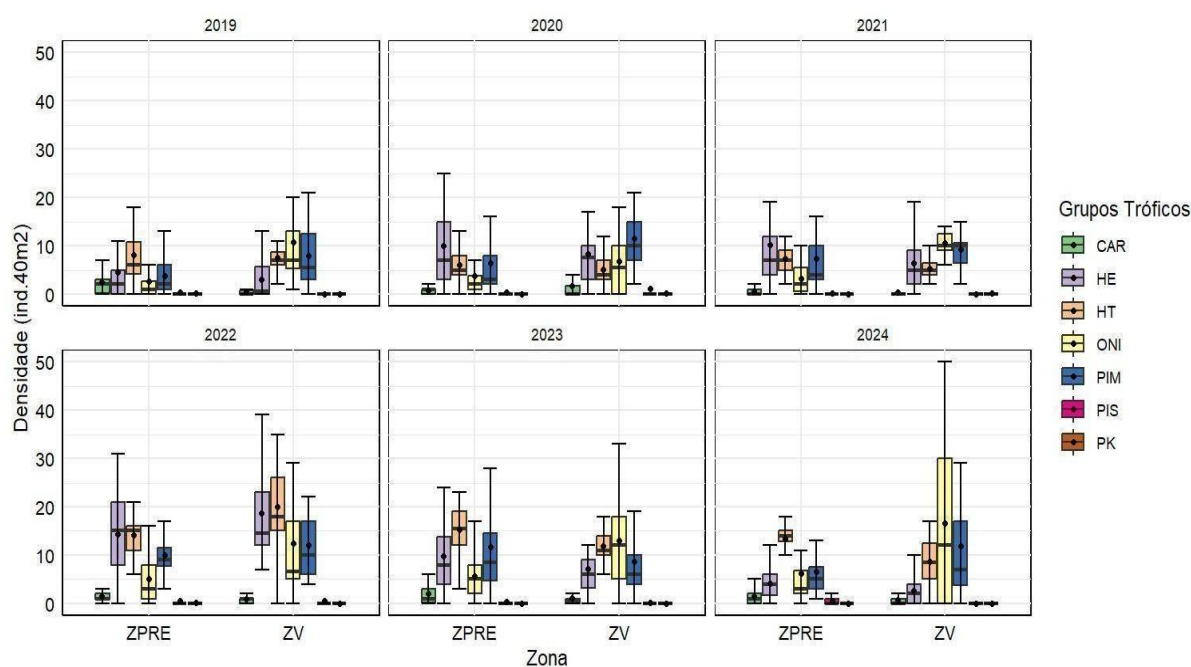 2019 2020 2021
50
40
30
20
10
0
2022 2023 2024
50
40
30
20
10
0
Densidade (ind.40m2)
ZPRE ZV ZPRE ZV ZPRE ZV
Zona
Grupos Tróficos
CAR
HE
HT
ONI
PIM
PIS
PK